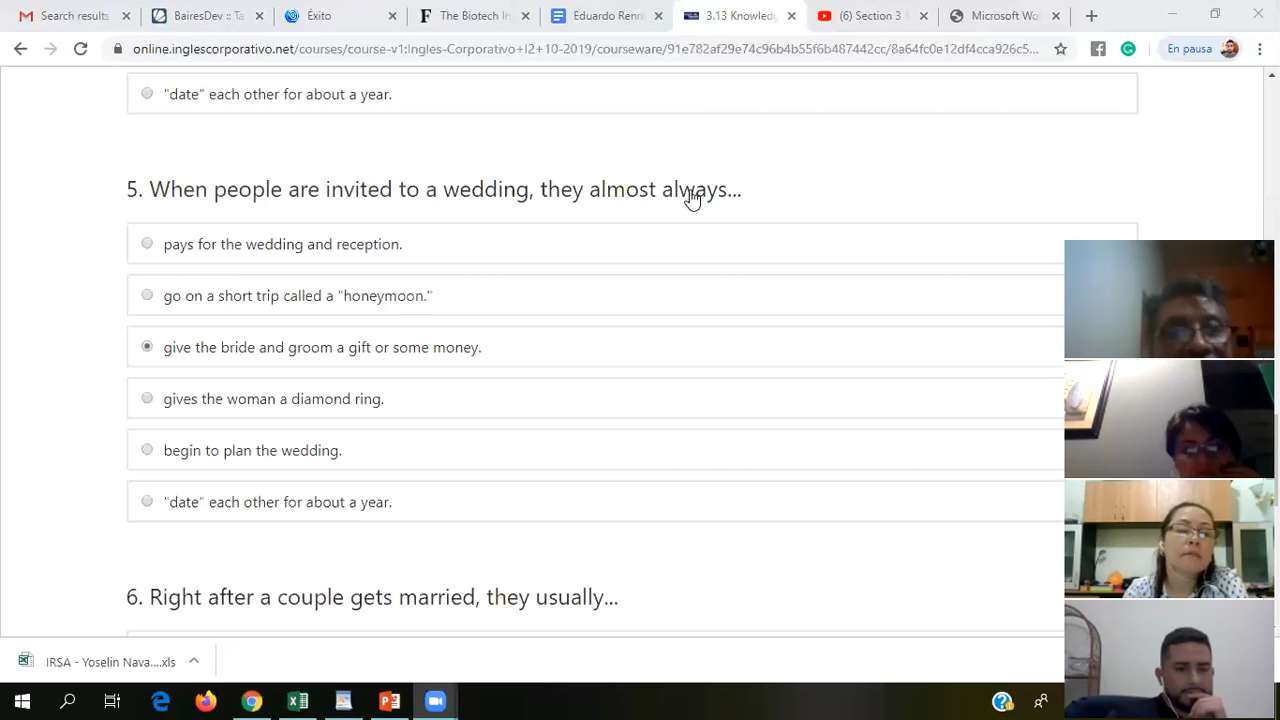 Search results
BairesDev :: Ta
Éxito
The Biotech I
Eduardo Rend
3.13 Knowledg
(6) Section 3
Microsoft Wo
online.inglescorporativo.net/courses/course-v1:Ingles-Corporativo+I2+10-2019/courseware/91e782af29e74c96b4b55f6b487442cc/8a64fc0e12df4cca926c5...
En pausa
"date" each other for about a year.
5. When people are invited to a wedding, they almost always...
pays for the wedding and reception.
go on a short trip called a "honeymoon."
give the bride and groom a gift or some money.
gives the woman a diamond ring.
begin to plan the wedding.
"date" each other for about a year.
6. Right after a couple gets married, they usually...
IRSA - Yoselin Nava....xls